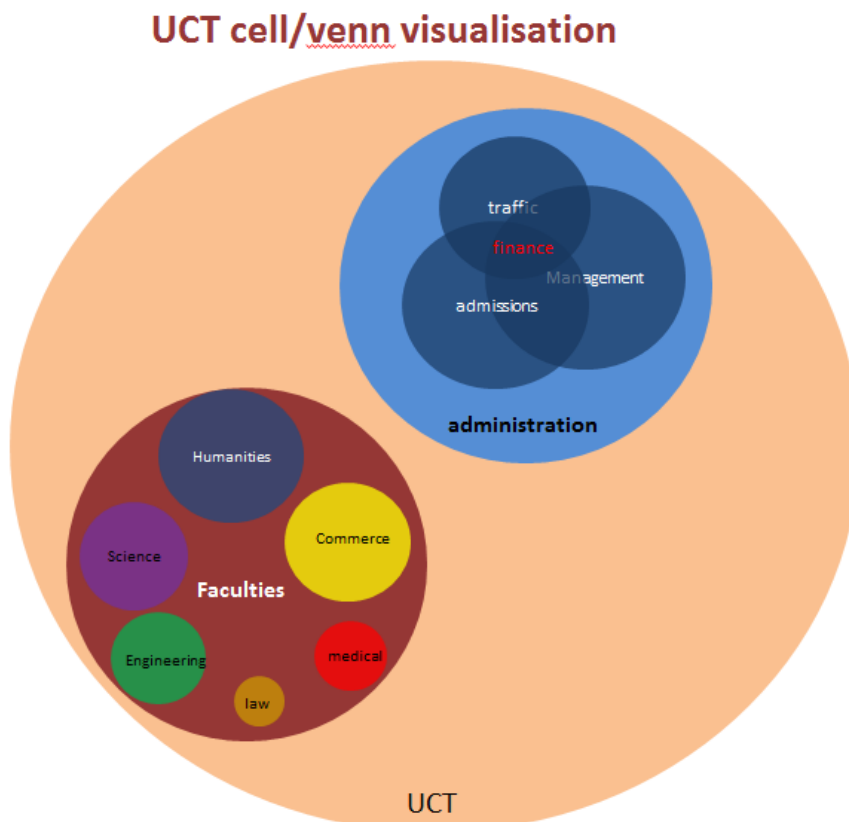 UCT cell/venn visualisation
traffic
finance
Management
admissions
administration
Humanities
Commerce
Science
Faculties
Engineering
medical
law
UCT